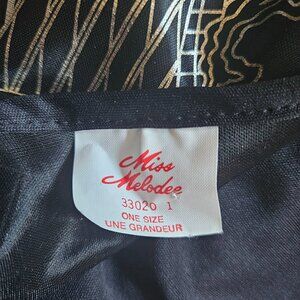 Miss
Melodee
33020 1
ONE SIZE
UNE GRANDEUR